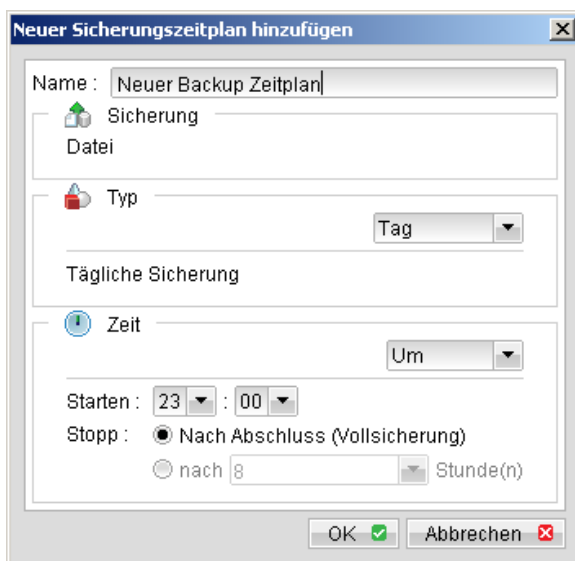 Neuer Sicherungszeitplan hinzufügen
Name : Neuer Backup Zeitplan
Sicherung
Datei
Typ
Tag
Tägliche Sicherung
Zeit
Um
Starten : 23 : 00
Stopp : Nach Abschluss (Vollsicherung)
nach 8 Stunde(n)
OK Abbrechen